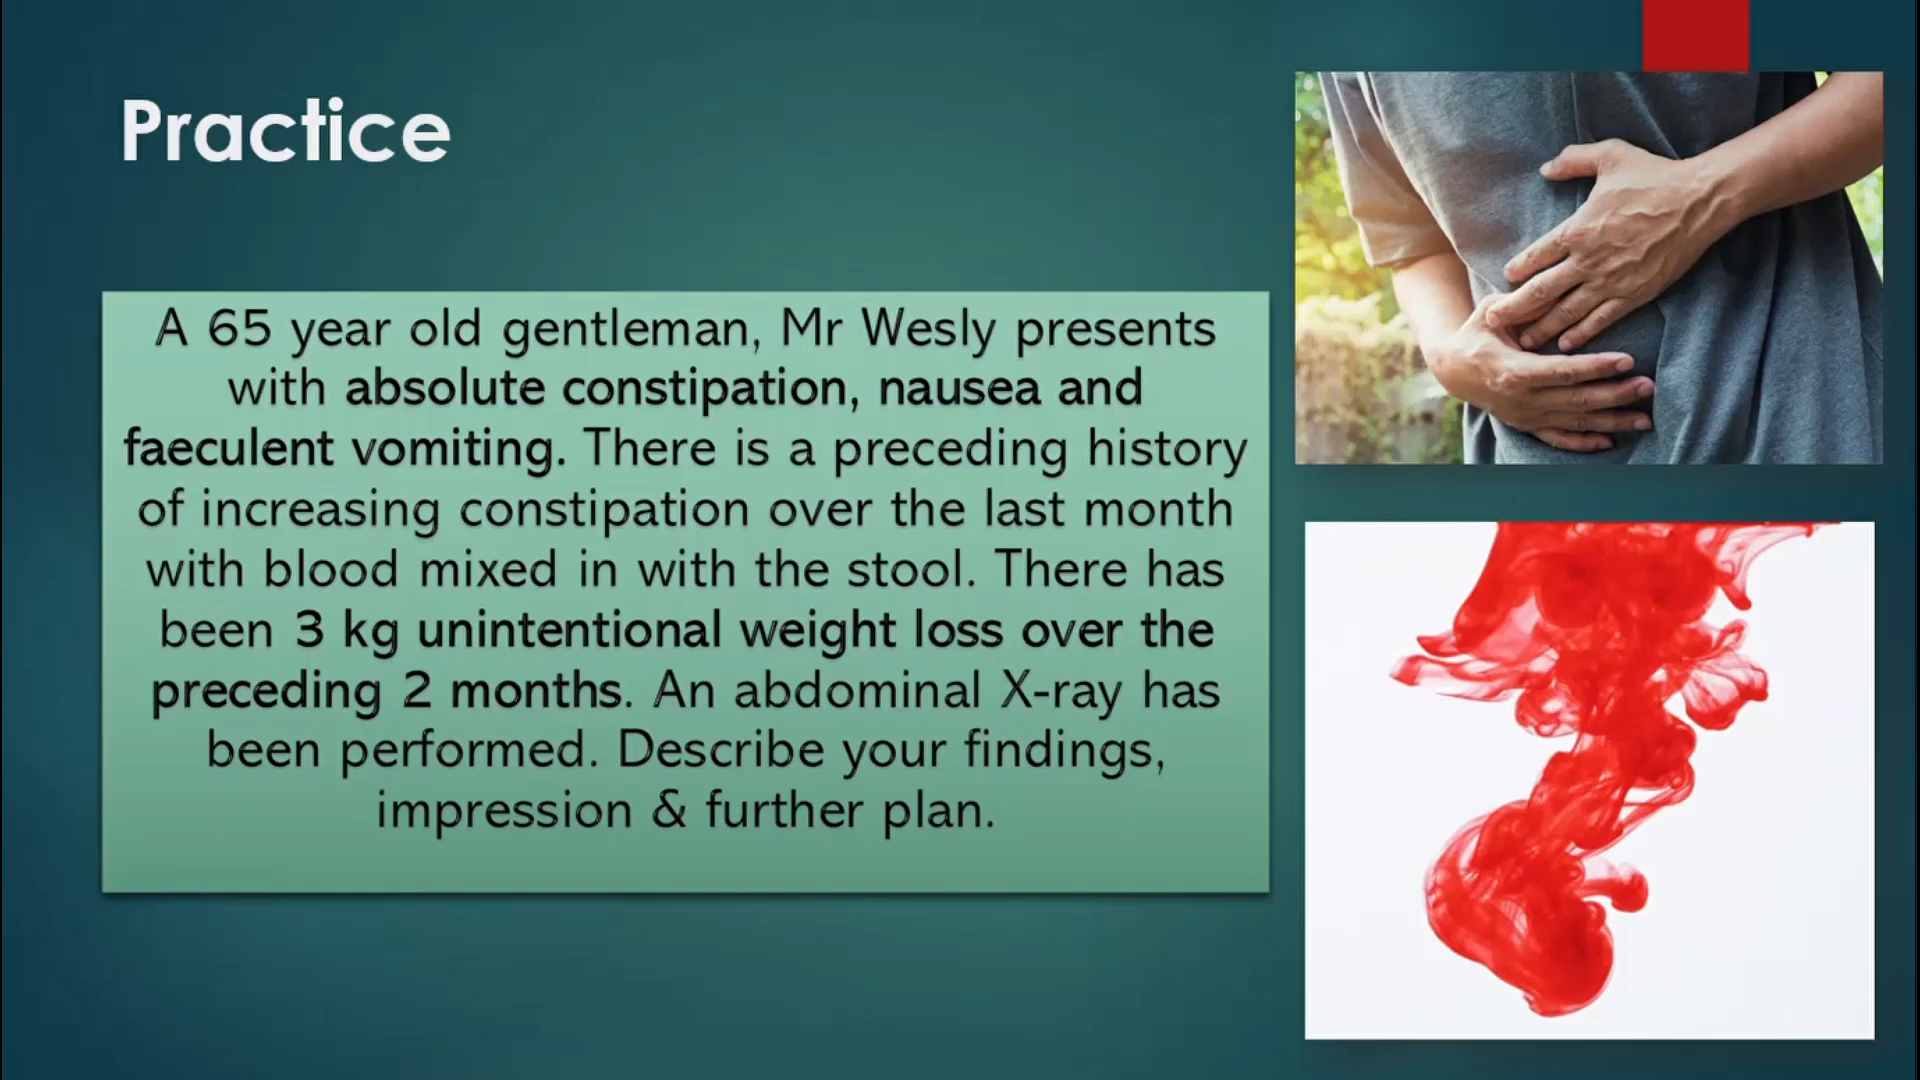 Practice
A 65 year old gentleman, Mr Wesly presents
with absolute constipation, nausea and
faeculent vomiting. There is a preceding history
of increasing constipation over the last month
with blood mixed in with the stool. There has
been 3 kg unintentional weight loss over the
preceding 2 months. An abdominal X-ray has
been performed. Describe your findings,
impression & further plan.